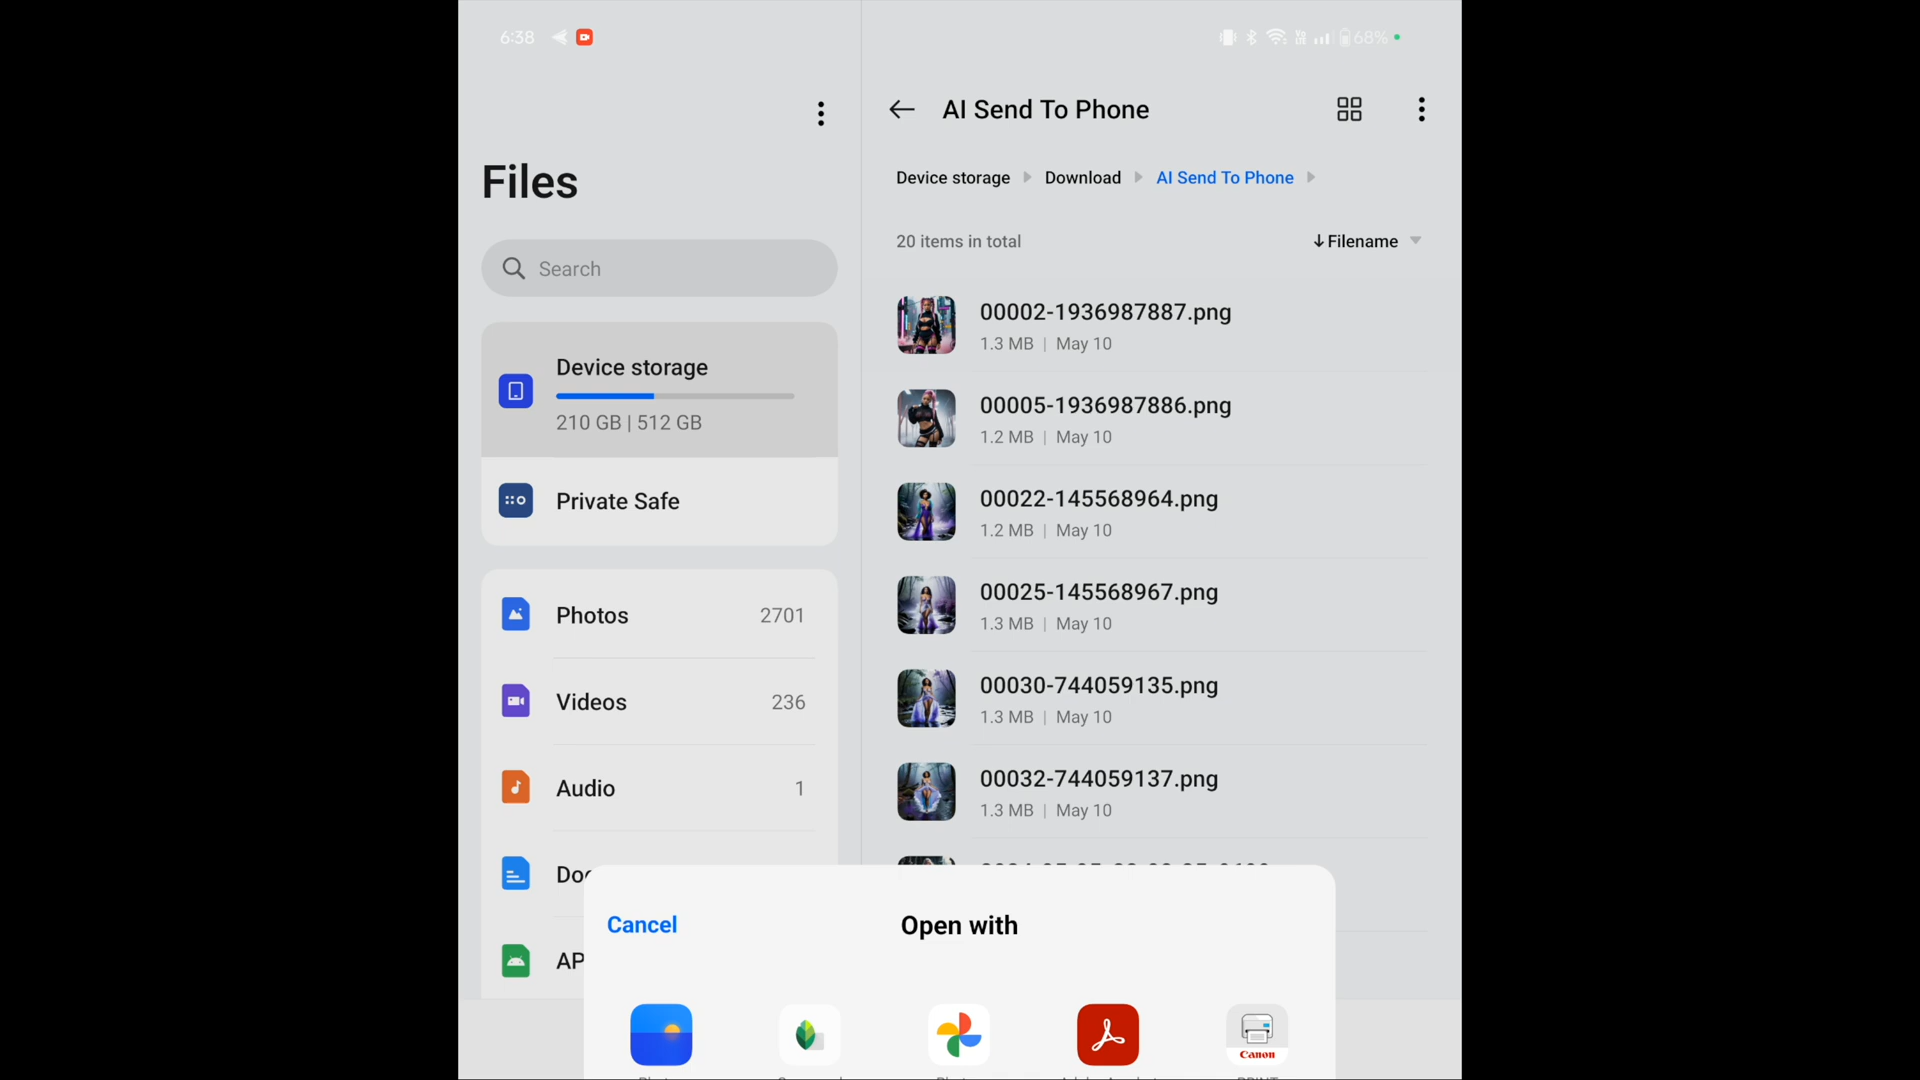 6:38
68%
AI Send To Phone
Files
Device storage
Download
AI Send To Phone
20 items in total
Filename
Search
Device storage
210 GB | 512 GB
Private Safe
Photos
2701
Videos
236
Audio
1
00002-1936987887.png
1.3 MB | May 10
00005-1936987886.png
1.2 MB | May 10
00022-145568964.png
1.2 MB | May 10
00025-145568967.png
1.3 MB | May 10
00030-744059135.png
1.3 MB | May 10
00032-744059137.png
1.3 MB | May 10
Cancel
Open with
Canon